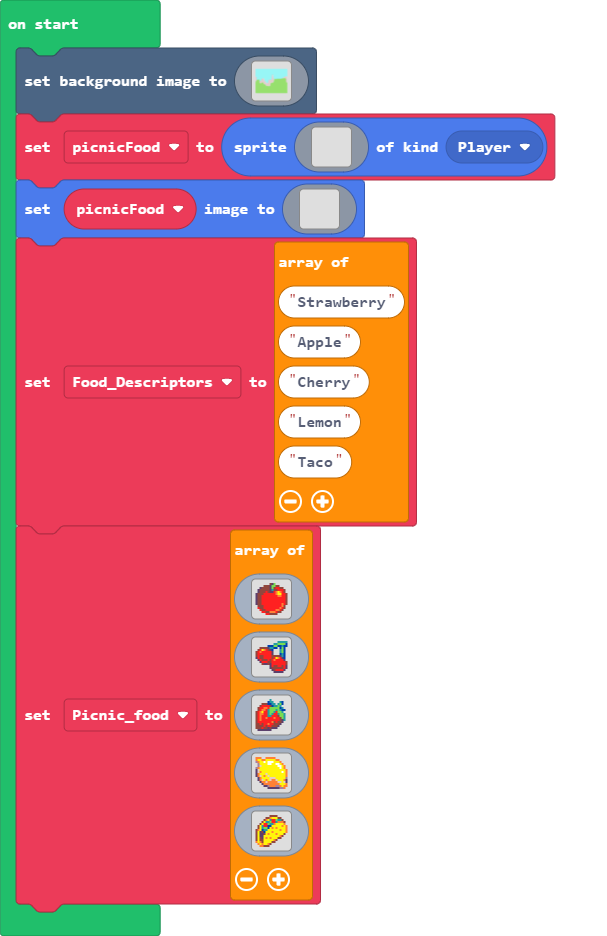 on start
set background image to
set picnicFood to sprite of kind Player
set picnicFood image to
set Food_Descriptors to array of
"Strawberry"
"Apple"
"Cherry"
"Lemon"
"Taco"
set Picnic_food to array of